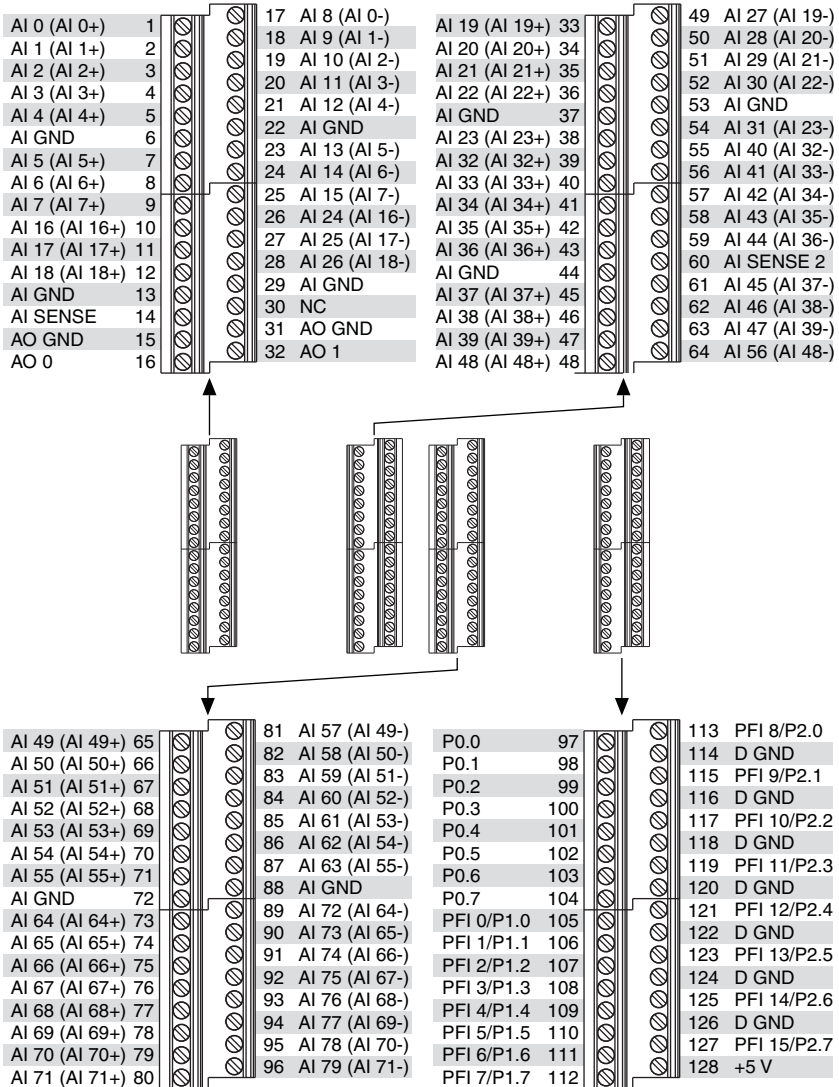 AI 0 (AI 0+) 1
AI 1 (AI 1+) 2
AI 2 (AI 2+) 3
AI 3 (AI 3+) 4
AI 4 (AI 4+) 5
AI GND 6
AI 5 (AI 5+) 7
AI 6 (AI 6+) 8
AI 7 (AI 7+) 9
AI 16 (AI 16+) 10
AI 17 (AI 17+) 11
AI 18 (AI 18+) 12
AI GND 13
AI SENSE 14
AO GND 15
AO 0 16
17 AI 8 (AI 0-)
18 AI 9 (AI 1-)
19 AI 10 (AI 2-)
20 AI 11 (AI 3-)
21 AI 12 (AI 4-)
22 AI GND
23 AI 13 (AI 5-)
24 AI 14 (AI 6-)
25 AI 15 (AI 7-)
26 AI 24 (AI 16-)
27 AI 25 (AI 17-)
28 AI 26 (AI 18-)
29 AI GND
30 NC
31 AO GND
32 AO 1
AI 19 (AI 19+) 33
AI 20 (AI 20+) 34
AI 21 (AI 21+) 35
AI 22 (AI 22+) 36
AI GND 37
AI 23 (AI 23+) 38
AI 32 (AI 32+) 39
AI 33 (AI 33+) 40
AI 34 (AI 34+) 41
AI 35 (AI 35+) 42
AI 36 (AI 36+) 43
AI GND 44
AI 37 (AI 37+) 45
AI 38 (AI 38+) 46
AI 39 (AI 39+) 47
AI 48 (AI 48+) 48
49 AI 27 (AI 19-)
50 AI 28 (AI 20-)
51 AI 29 (AI 21-)
52 AI 30 (AI 22-)
53 AI GND
54 AI 31 (AI 23-)
55 AI 40 (AI 32-)
56 AI 41 (AI 33-)
57 AI 42 (AI 34-)
58 AI 43 (AI 35-)
59 AI 44 (AI 36-)
60 AI SENSE 2
61 AI 45 (AI 37-)
62 AI 46 (AI 38-)
63 AI 47 (AI 39-)
64 AI 56 (AI 48-)
AI 49 (AI 49+) 65
AI 50 (AI 50+) 66
AI 51 (AI 51+) 67
AI 52 (AI 52+) 68
AI 53 (AI 53+) 69
AI 54 (AI 54+) 70
AI 55 (AI 55+) 71
AI GND 72
AI 64 (AI 64+) 73
AI 65 (AI 65+) 74
AI 66 (AI 66+) 75
AI 67 (AI 67+) 76
AI 68 (AI 68+) 77
AI 69 (AI 69+) 78
AI 70 (AI 70+) 79
AI 71 (AI 71+) 80
81 AI 57 (AI 49-)
82 AI 58 (AI 50-)
83 AI 59 (AI 51-)
84 AI 60 (AI 52-)
85 AI 61 (AI 53-)
86 AI 62 (AI 54-)
87 AI 63 (AI 55-)
88 AI GND
89 AI 72 (AI 64-)
90 AI 73 (AI 65-)
91 AI 74 (AI 66-)
92 AI 75 (AI 67-)
93 AI 76 (AI 68-)
94 AI 77 (AI 69-)
95 AI 78 (AI 70-)
96 AI 79 (AI 71-)
P0.0 97
P0.1 98
P0.2 99
P0.3 100
P0.4 101
P0.5 102
P0.6 103
P0.7 104
PFI 0/P1.0 105
PFI 1/P1.1 106
PFI 2/P1.2 107
PFI 3/P1.3 108
PFI 4/P1.4 109
PFI 5/P1.5 110
PFI 6/P1.6 111
PFI 7/P1.7 112
113 PFI 8/P2.0
114 D GND
115 PFI 9/P2.1
116 D GND
117 PFI 10/P2.2
118 D GND
119 PFI 11/P2.3
120 D GND
121 PFI 12/P2.4
122 D GND
123 PFI 13/P2.5
124 D GND
125 PFI 14/P2.6
126 D GND
127 PFI 15/P2.7
128 +5 V